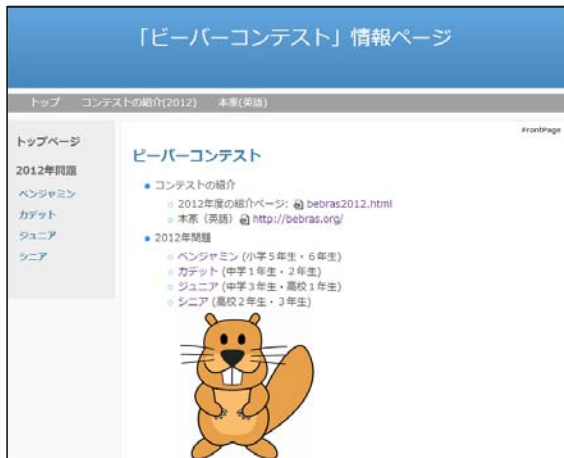 「ビーバーコンテスト」情報ページ
トップ コンテストの紹介(2012) 本家(英語)
トップページ
2012年問題
ベンジャミン
カデット
ジュニア
シニア
FrontPage
ビーバーコンテスト
コンテストの紹介
2012年度の紹介ページ: bebras2012.html
本家（英語） http://bebras.org/
2012年問題
ベンジャミン (小学５年生・６年生)
カデット (中学１年生・２年生)
ジュニア (中学３年生・高校１年生)
シニア (高校２年生・３年生)